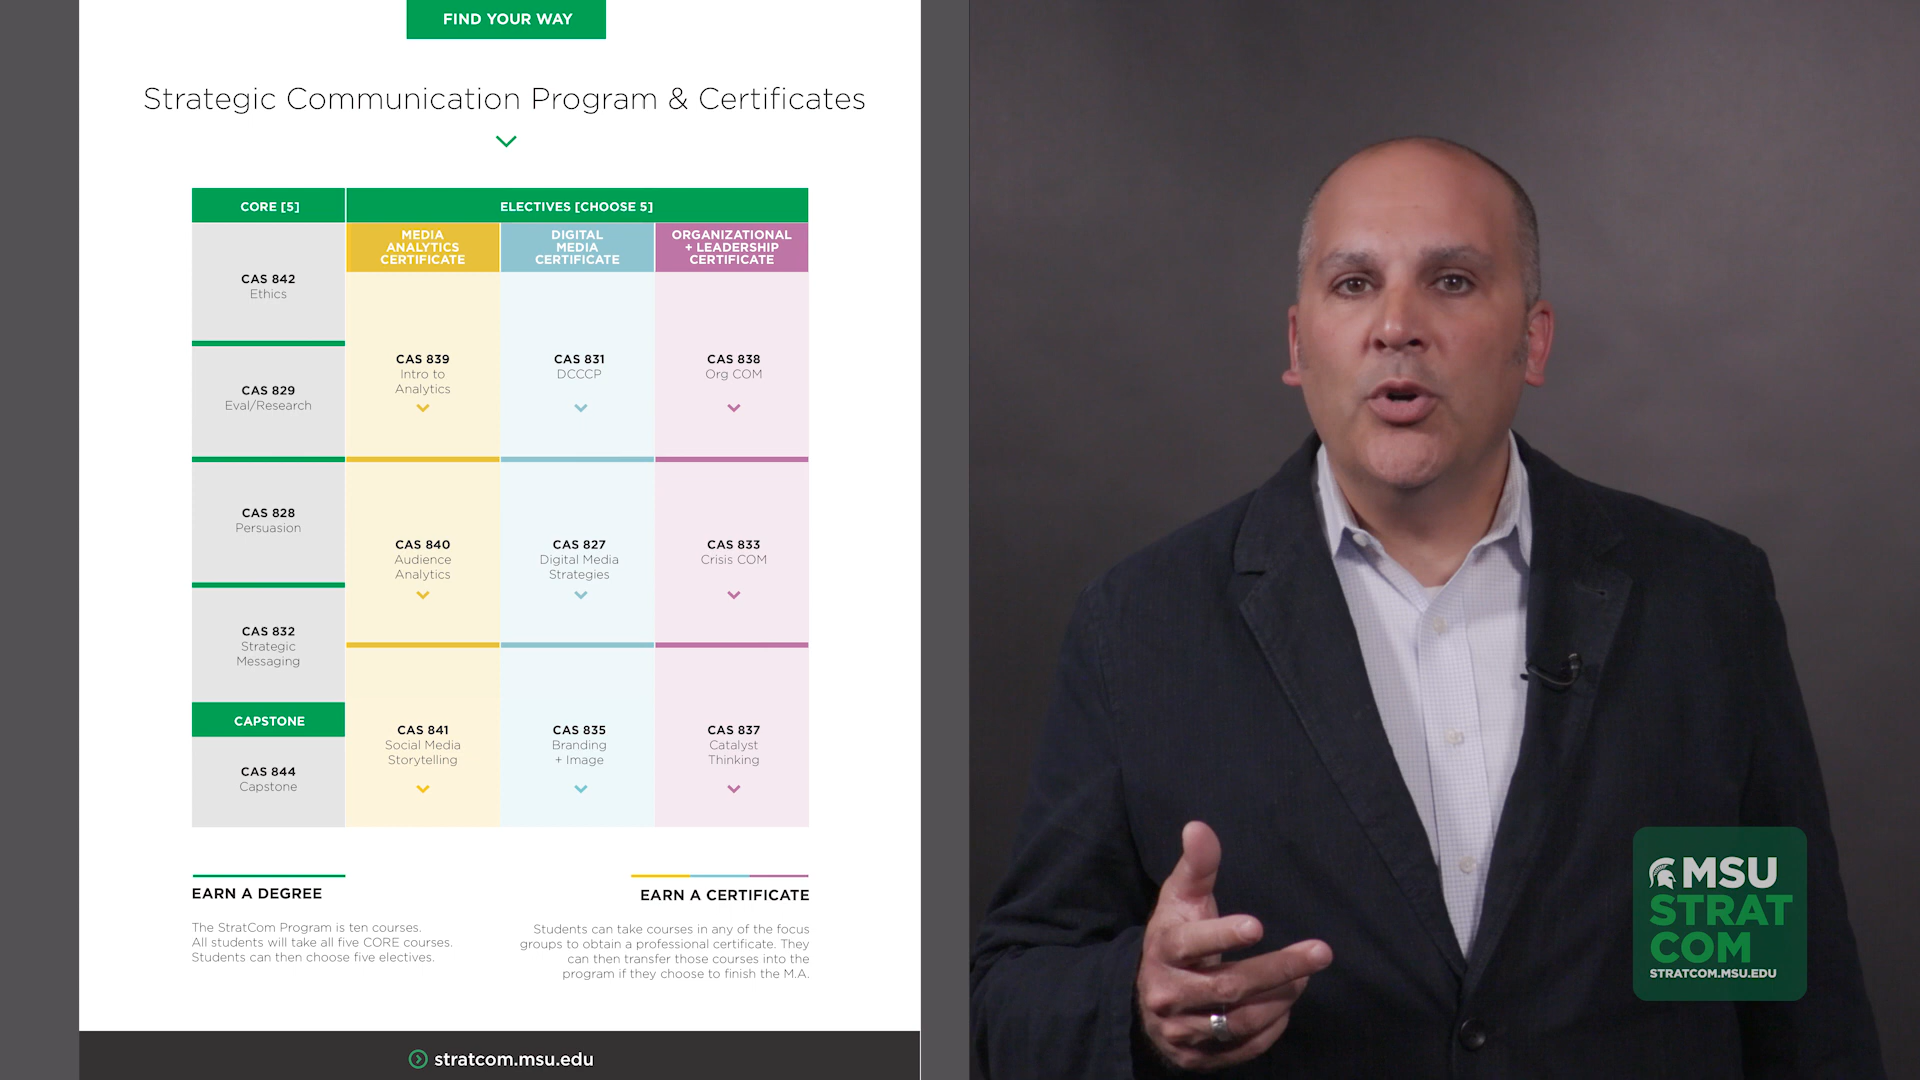 FIND YOUR WAY
Strategic Communication Program & Certificates
CORE [5]
ELECTIVES [CHOOSE 5]
MEDIA
ANALYTICS
CERTIFICATE
DIGITAL
MEDIA
CERTIFICATE
ORGANIZATIONAL
+ LEADERSHIP
CERTIFICATE
CAS 842
Ethics
CAS 829
Eval/Research
CAS 828
Persuasion
CAS 832
Strategic
Messaging
CAPSTONE
CAS 844
Capstone
CAS 839
Intro to
Analytics
CAS 840
Audience
Analytics
CAS 841
Social Media
Storytelling
CAS 831
DCCCP
CAS 827
Digital Media
Strategies
CAS 835
Branding
+ Image
CAS 838
Org COM
CAS 833
Crisis COM
CAS 837
Catalyst
Thinking
EARN A DEGREE
The StratCom Program is ten courses.
All students will take all five CORE courses.
Students can then choose five electives.
EARN A CERTIFICATE
Students can take courses in any of the focus
groups to obtain a professional certificate. They
can then transfer those courses into the
program if they choose to finish the M.A.
stratcom.msu.edu
MSU
STRAT
COM
STRATCOM.MSU.EDU